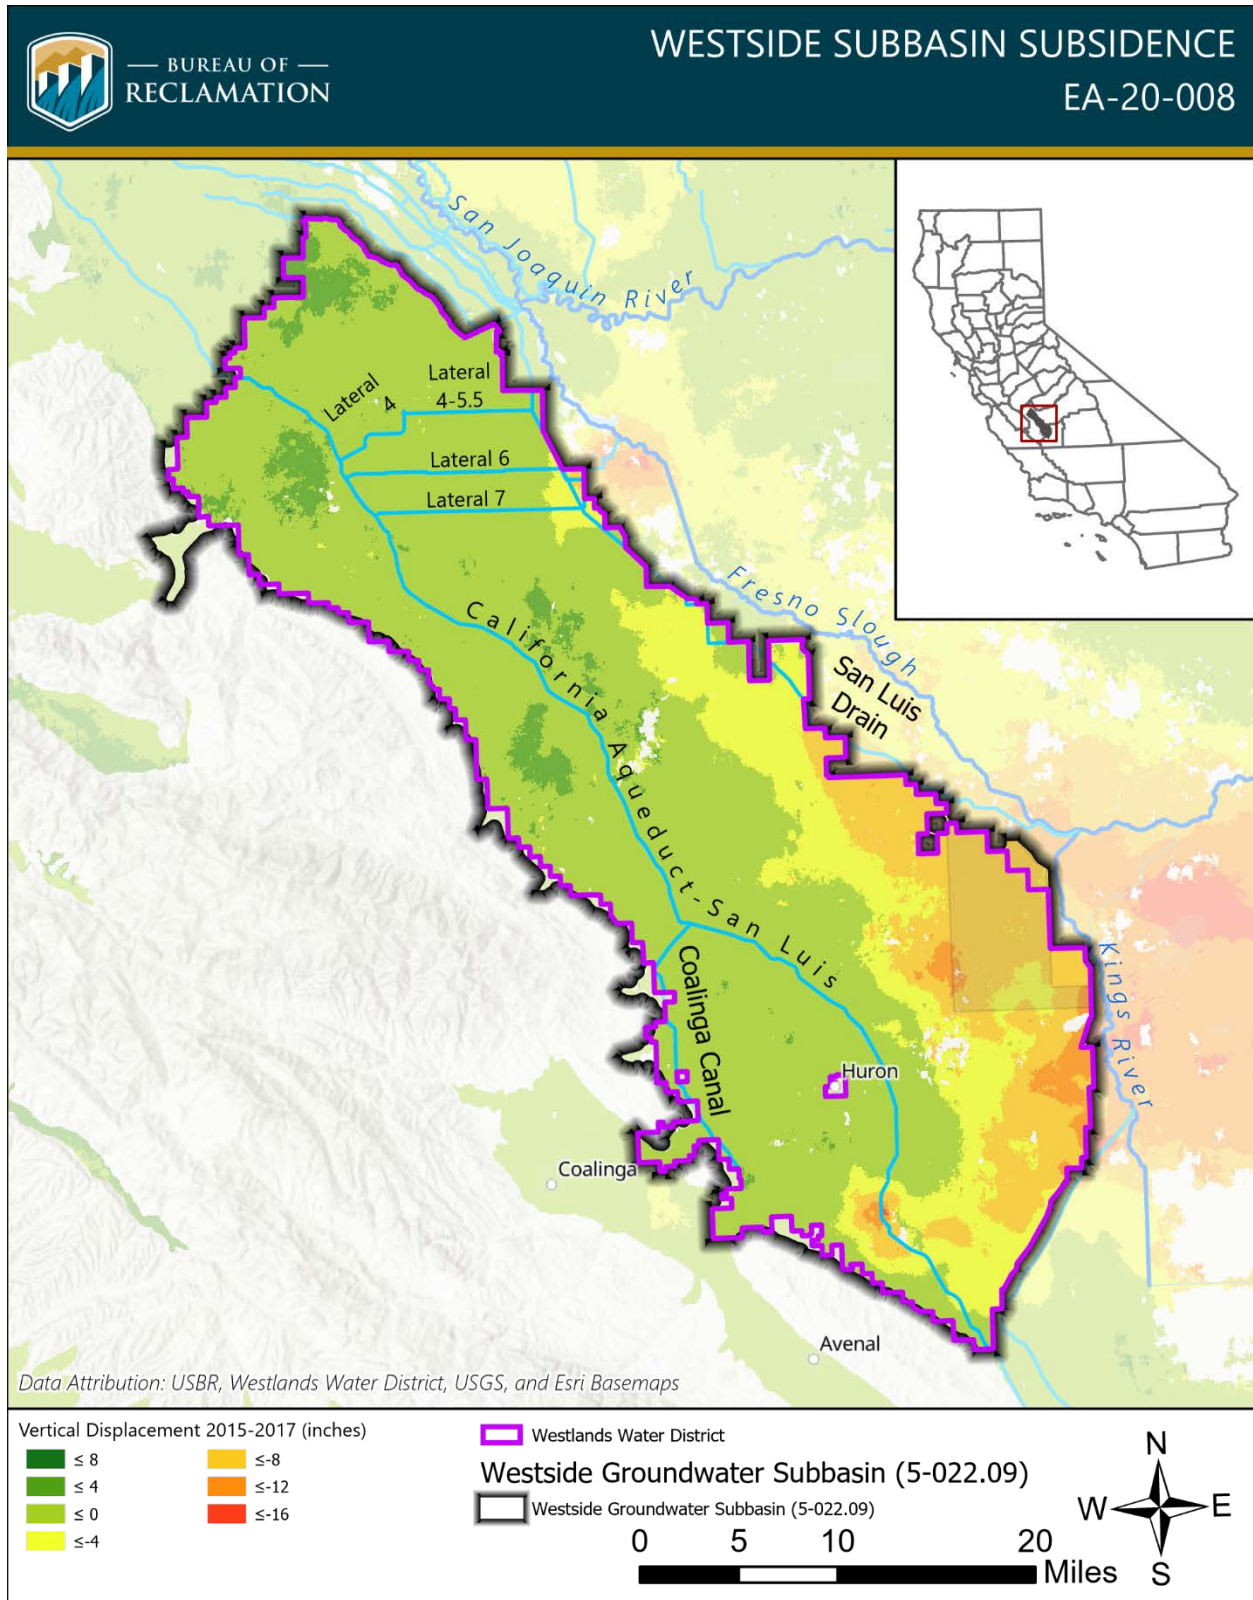 BUREAU OF
RECLAMATION
WESTSIDE SUBBASIN SUBSIDENCE
EA-20-008
San Joaquin River
Lateral
4
Lateral
4-5.5
Lateral 6
Lateral 7
Fresno Slough
California Aqueduct-San Luis
San Luis
Drain
Kings River
Coalinga Canal
Huron
Coalinga
Avenal
Data Attribution: USBR, Westlands Water District, USGS, and Esri Basemaps
Vertical Displacement 2015-2017 (inches)
≤ 8
≤ 4
≤ 0
≤-4
≤-8
≤-12
≤-16
Westlands Water District
Westside Groundwater Subbasin (5-022.09)
Westside Groundwater Subbasin (5-022.09)
0 5 10 20
Miles
N
W E
S